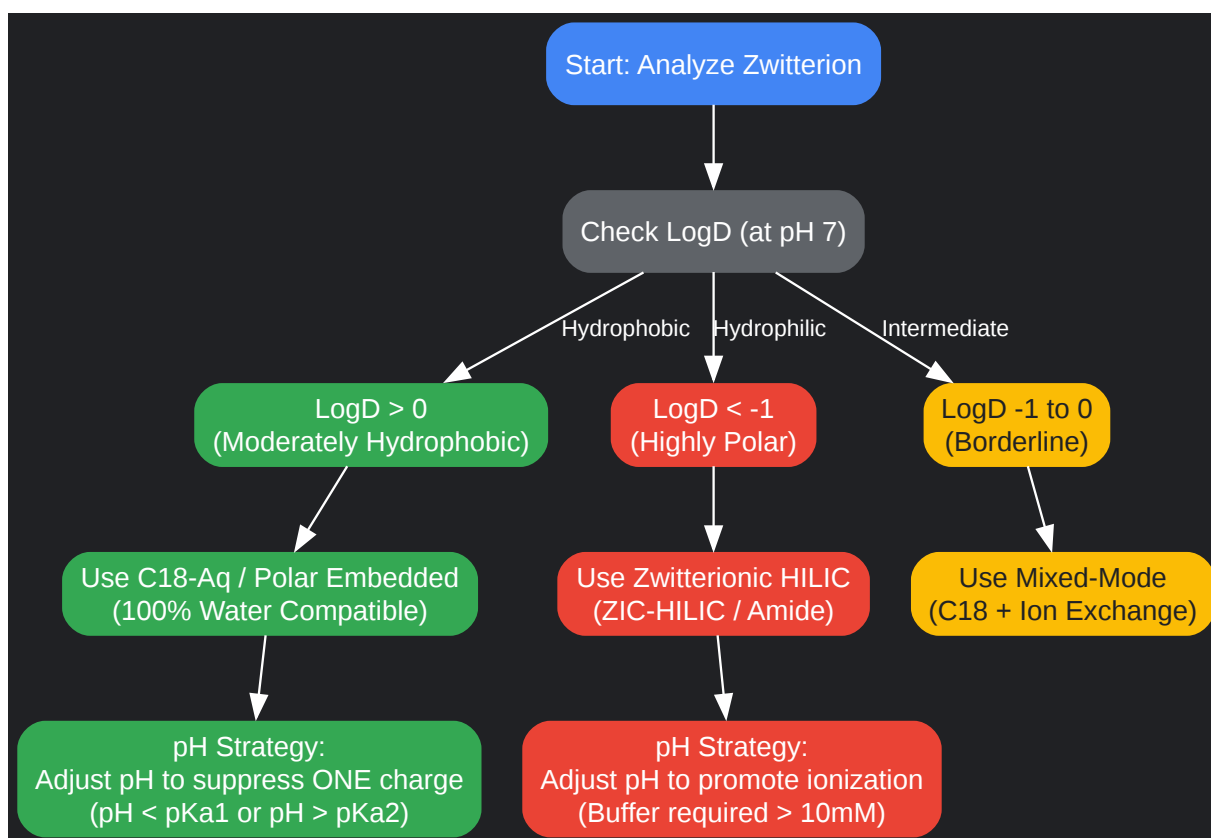 Start: Analyze Zwitterion
Check LogD (at pH 7)
Hydrophobic
Hydrophilic
Intermediate
LogD > 0
(Moderately Hydrophobic)
LogD < -1
(Highly Polar)
LogD -1 to 0
(Borderline)
Use C18-Aq / Polar Embedded
(100% Water Compatible)
Use Zwitterionic HILIC
(ZIC-HILIC / Amide)
Use Mixed-Mode
(C18 + Ion Exchange)
pH Strategy:
Adjust pH to suppress ONE charge
(pH < pKa1 or pH > pKa2)
pH Strategy:
Adjust pH to promote ionization
(Buffer required > 10mM)